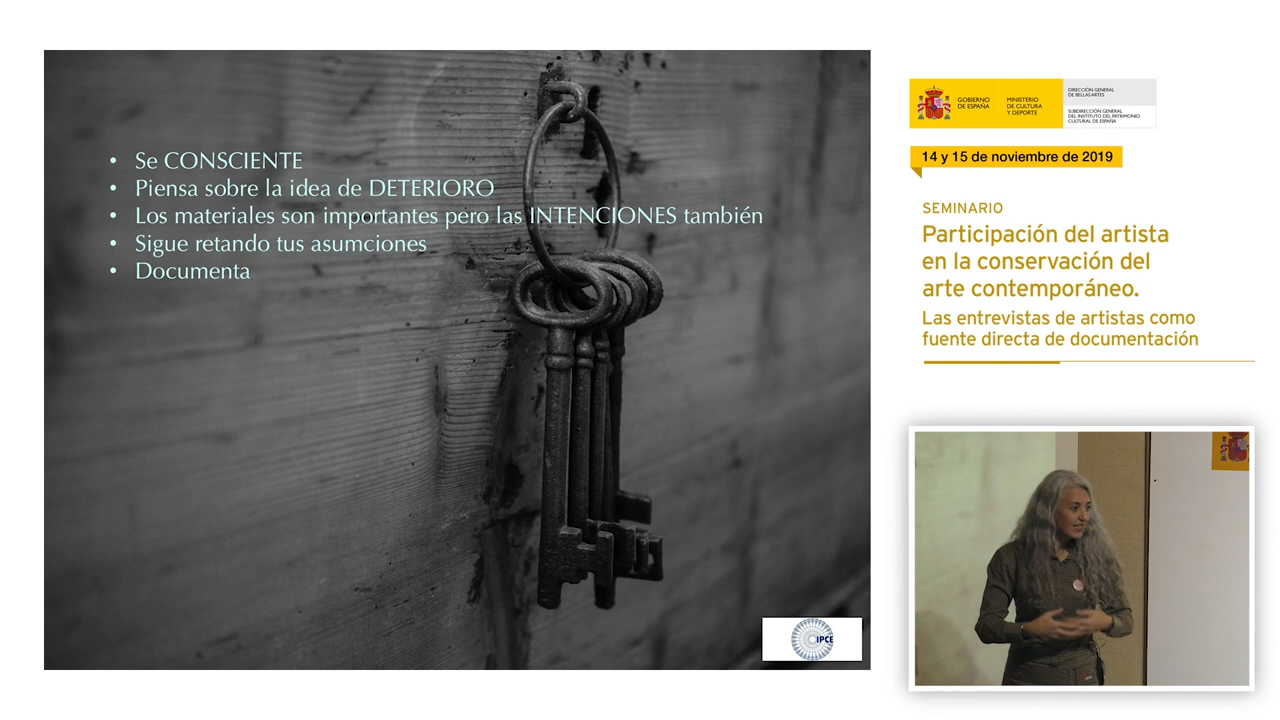 • Se CONSCIENTE
• Piensa sobre la idea de DETERIORO
• Los materiales son importantes pero las INTENCIONES también
• Sigue retando tus asumciones
• Documenta
IPCE
GOBIERNO
DE ESPAÑA
MINISTERIO
DE CULTURA
Y DEPORTE
DIRECCIÓN GENERAL
DE BELLAS ARTES
SUBDIRECCIÓN GENERAL
DEL INSTITUTO DEL PATRIMONIO
CULTURAL DE ESPAÑA
14 y 15 de noviembre de 2019
SEMINARIO
Participación del artista
en la conservación del
arte contemporáneo.
Las entrevistas de artistas como
fuente directa de documentación